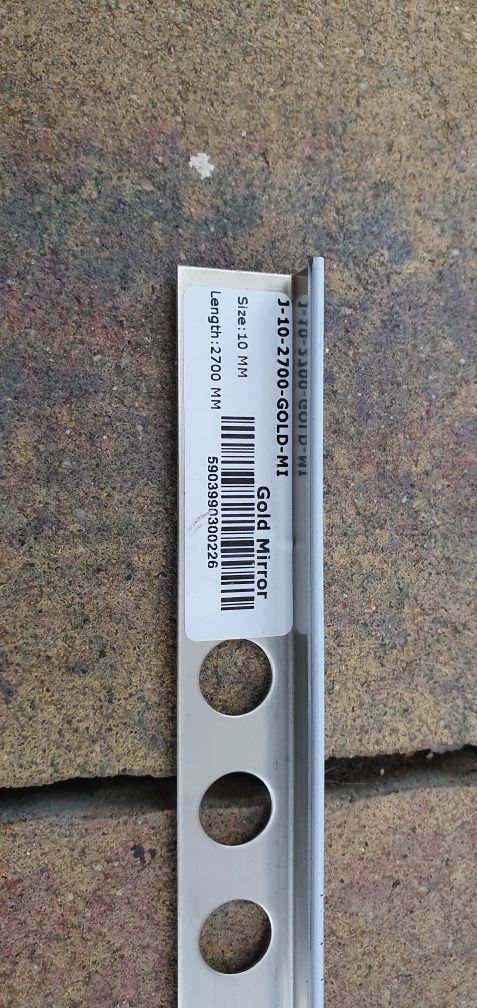 J-10-2700-GOLD-MI
Gold Mirror
Size:10 MM
Length:2700 MM
5903990300226